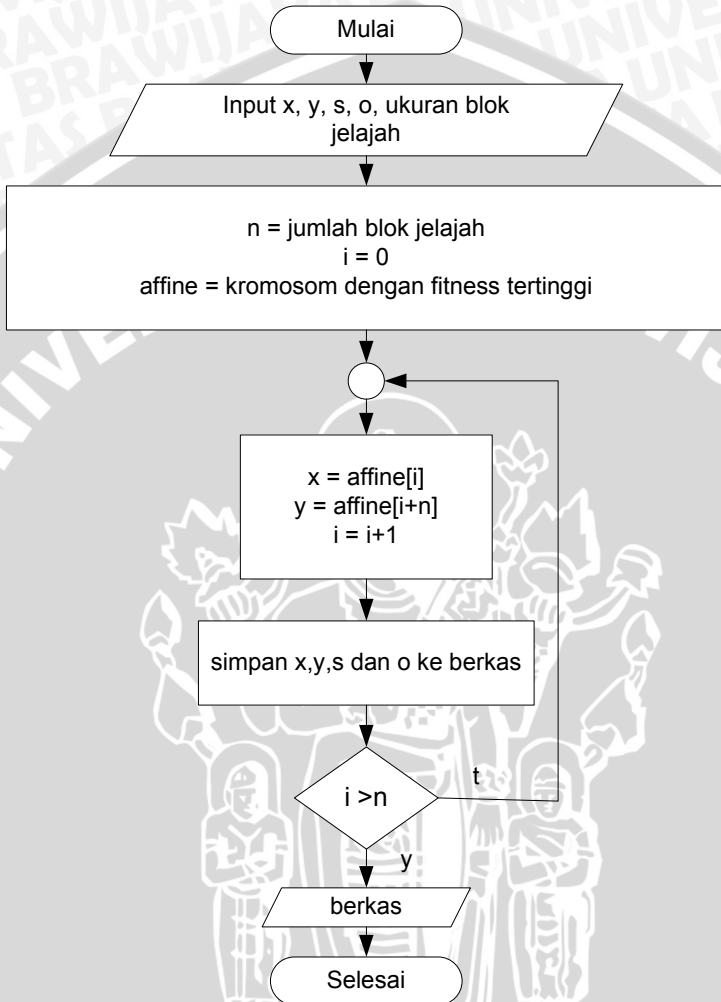 Mulai
Input x, y, s, o, ukuran blok
jelajah
n = jumlah blok jelajah
i = 0
affine = kromosom dengan fitness tertinggi
x = affine[i]
y = affine[i+n]
i = i+1
simpan x,y,s dan o ke berkas
i >n
t
y
berkas
Selesai